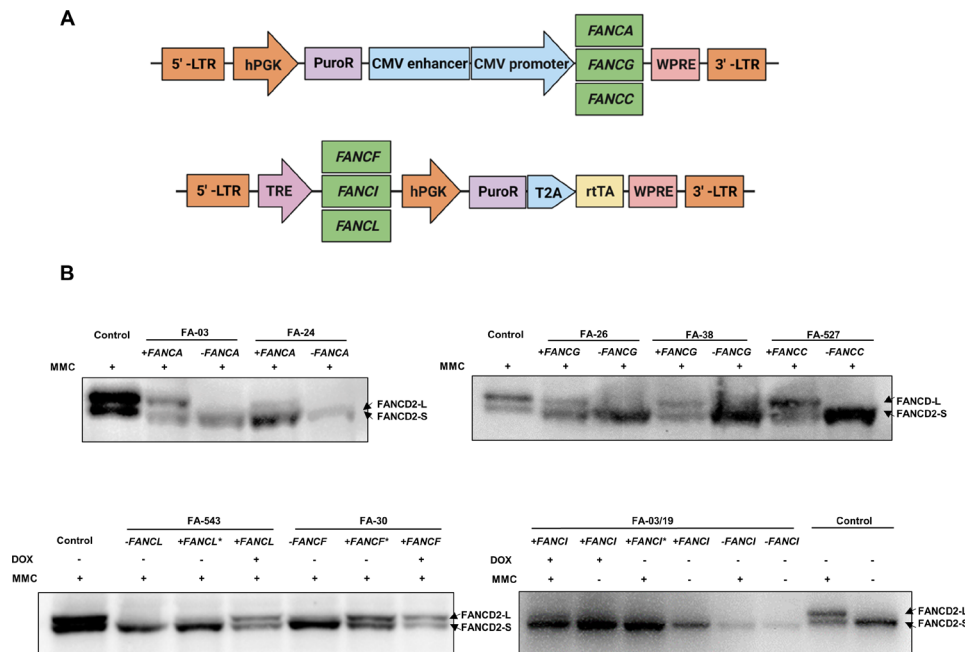 A
5'-LTR hPGK PuroR CMV enhancer CMV promoter FANCA FANCG FANCC WPRE 3'-LTR
5'-LTR TRE FANCF FANCI FANCL hPGK PuroR T2A rtTA WPRE 3'-LTR
B
Control FA-03 FA-24
+FANCA -FANCA +FANCA -FANCA
MMC + + + + +
FANCD2-L
FANCD2-S
Control FA-26 FA-38 FA-527
+FANCG -FANCG +FANCG -FANCG +FANCC -FANCC
MMC + + + + + + +
FANCD-L
FANCD2-S
FA-543 FA-30
Control -FANCL +FANCL* +FANCL -FANCF +FANCF* +FANCF
DOX - - - + - - +
MMC + + + + + + +
FANCD2-L
FANCD2-S
FA-03/19 Control
+FANCI +FANCI +FANCI* +FANCI -FANCI -FANCI
DOX + + - - - - - -
MMC + - + - + - + -
FANCD2-L
FANCD2-S